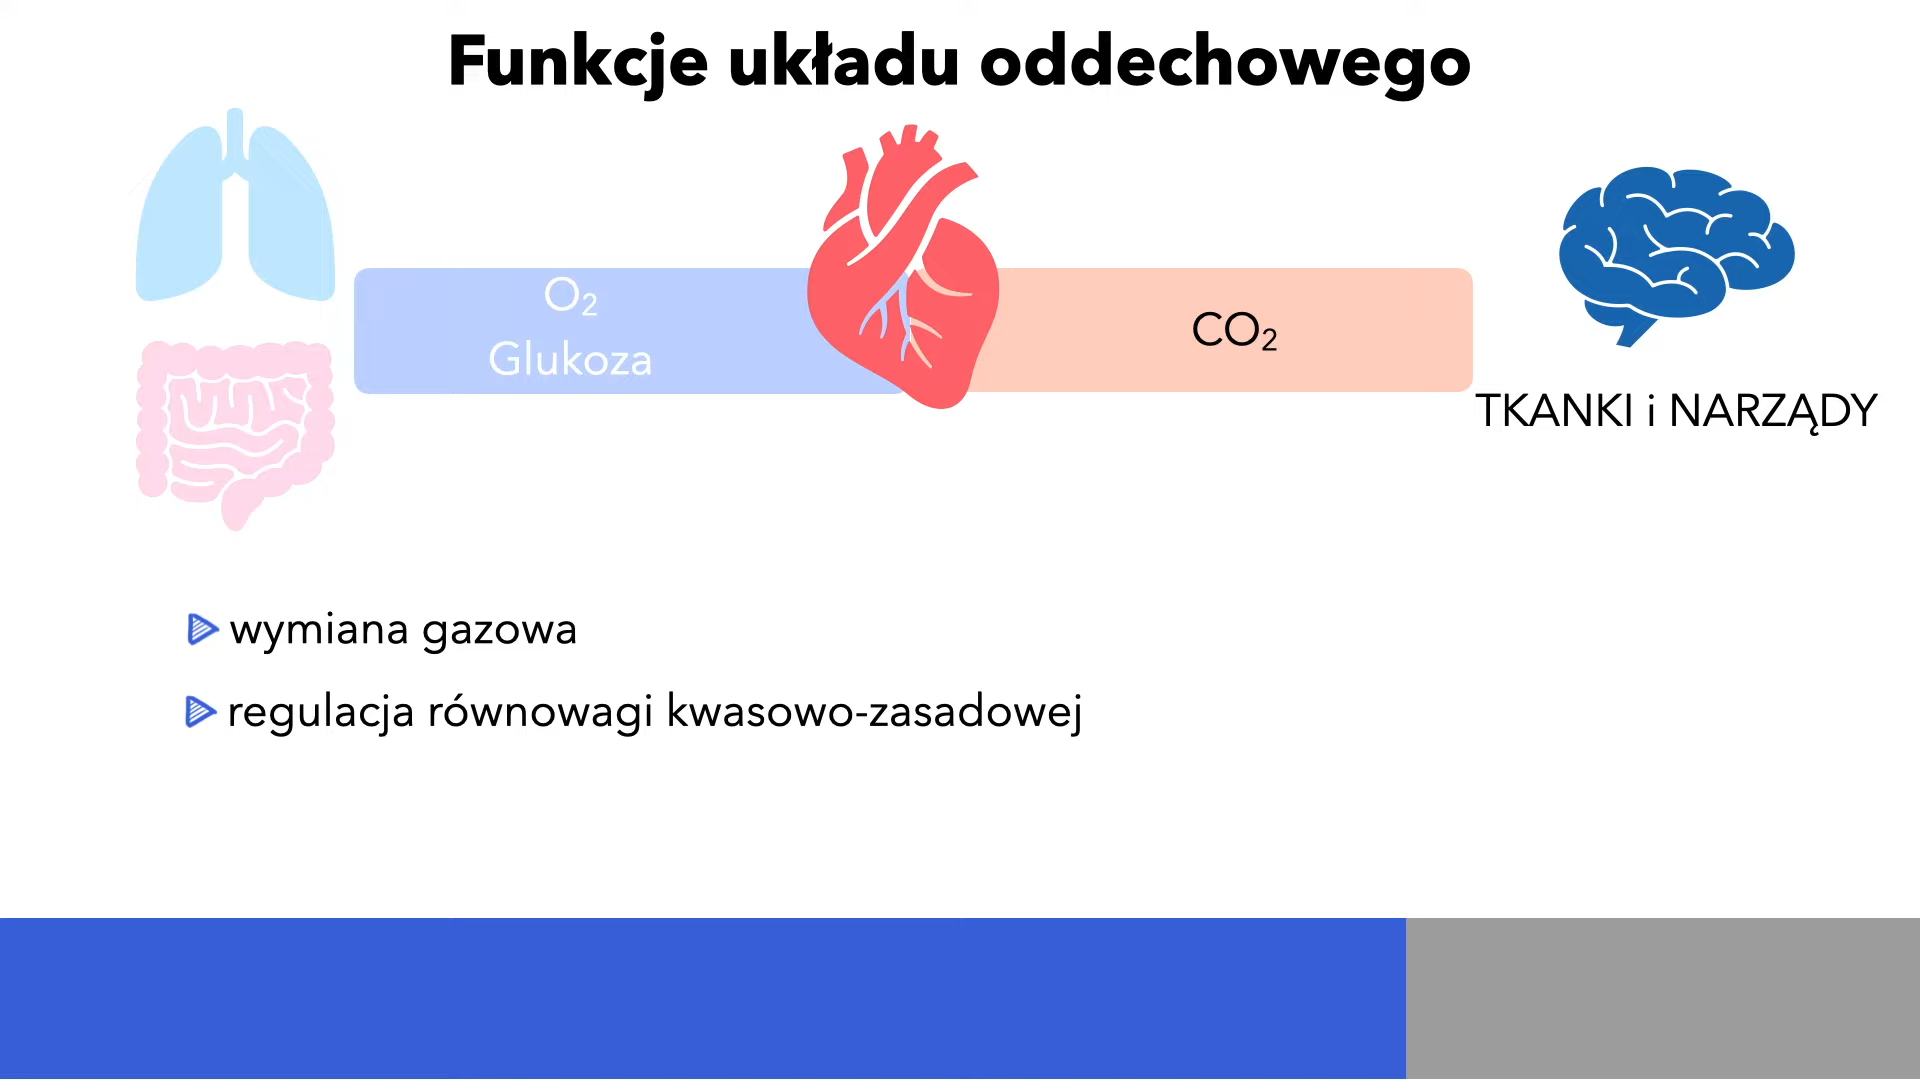 Funkcje układu oddechowego
O₂
Glukoza
CO₂
TKANKI i NARZĄDY
wymiana gazowa
regulacja równowagi kwasowo-zasadowej